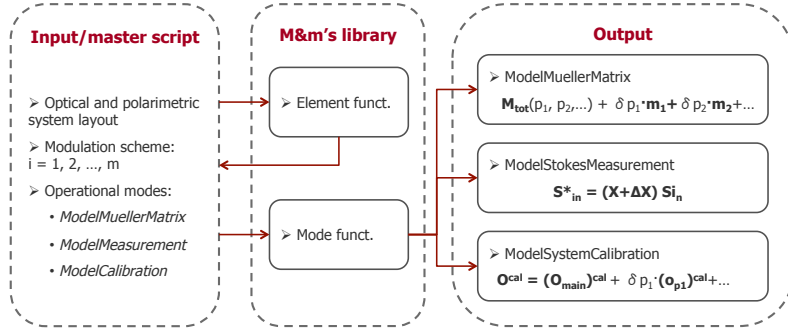 Input/master script
➢ Optical and polarimetric
system layout
➢ Modulation scheme:
i = 1, 2, ..., m
➢ Operational modes:
• ModelMuellerMatrix
• ModelMeasurement
• ModelCalibration
M&m's library
➢ Element funct.
➢ Mode funct.
Output
➢ ModelMuellerMatrix
M_tot(p₁, p₂,...) + δ p₁·m₁+ δ p₂·m₂+...
➢ ModelStokesMeasurement
S*_in = (X+ΔX) Si_n
➢ ModelSystemCalibration
O^cal = (O_main)^cal + δ p₁·(o_p1)^cal+...